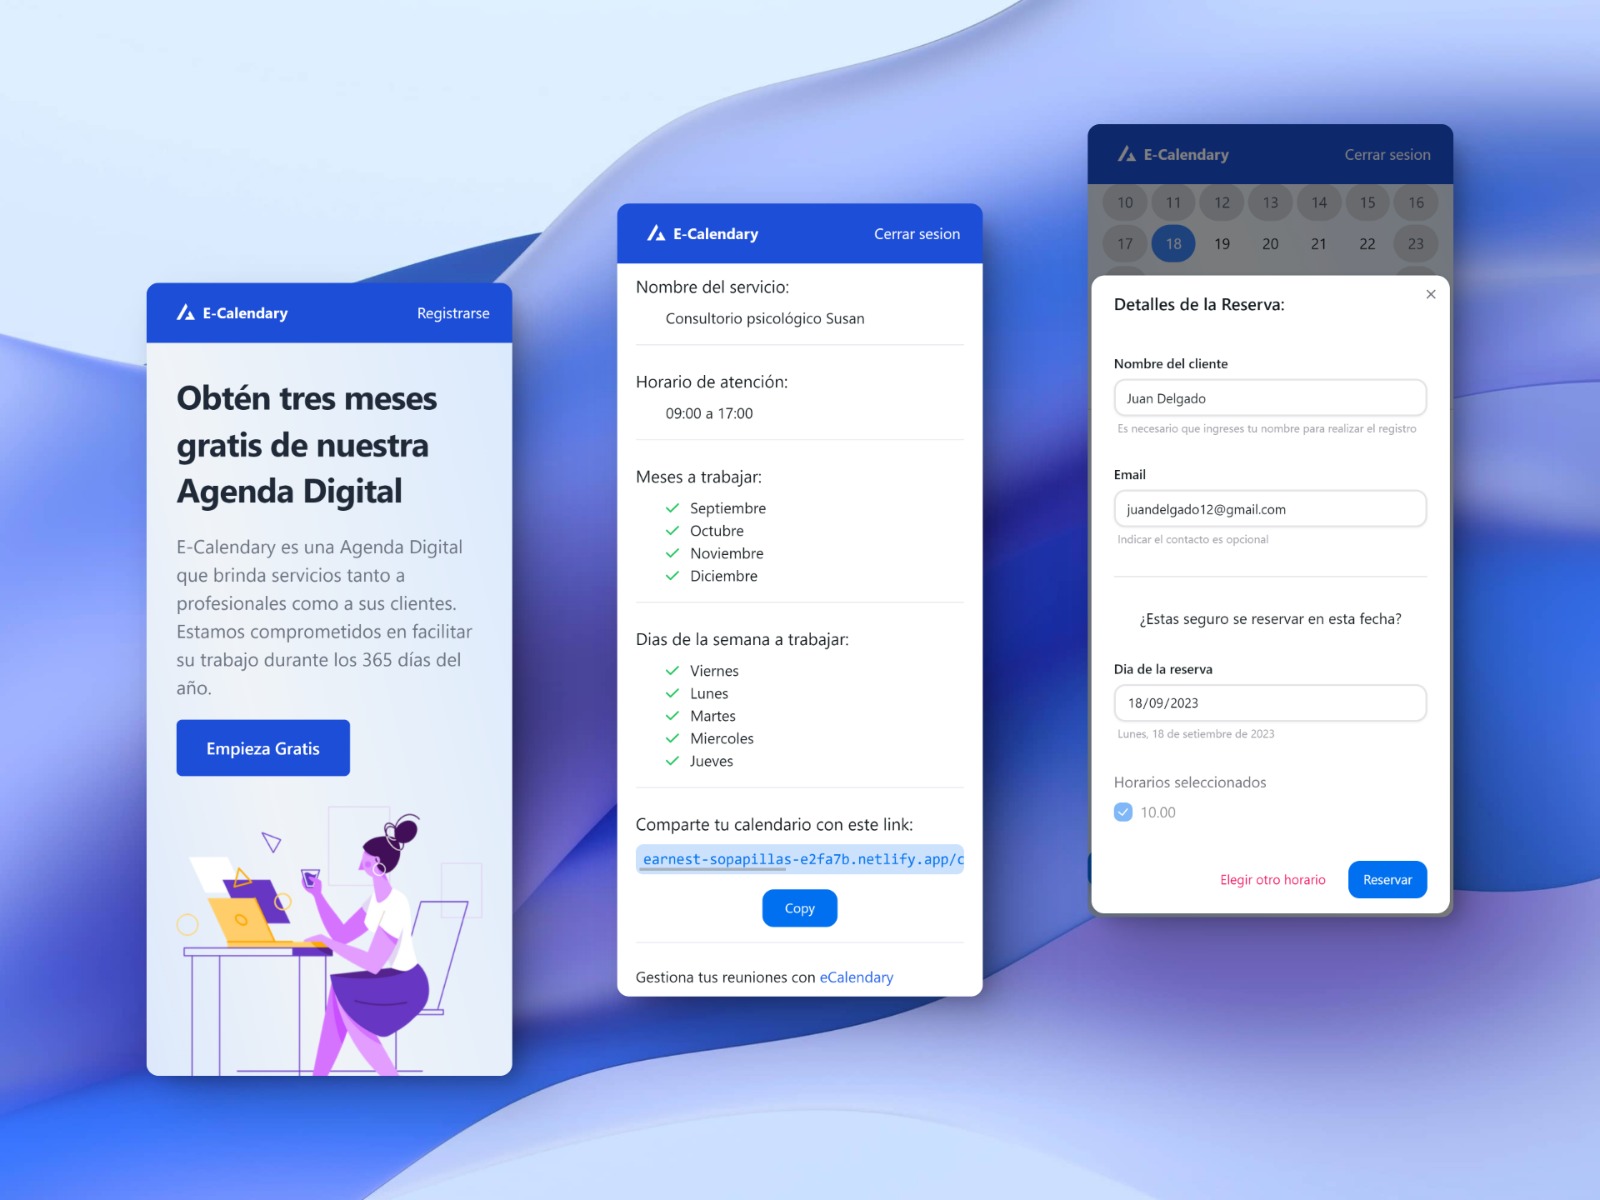 E-Calendary
Registrarse
Obtén tres meses
gratis de nuestra
Agenda Digital
E-Calendary es una Agenda Digital
que brinda servicios tanto a
profesionales como a sus clientes.
Estamos comprometidos en facilitar
su trabajo durante los 365 días del
año.
Empieza Gratis
E-Calendary
Cerrar sesion
Nombre del servicio:
Consultorio psicológico Susan
Horario de atención:
09:00 a 17:00
Meses a trabajar:
Septiembre
Octubre
Noviembre
Diciembre
Dias de la semana a trabajar:
Viernes
Lunes
Martes
Miercoles
Jueves
Comparte tu calendario con este link:
earnest-sopapillas-e2fa7b.netlify.app/c
Copy
Gestiona tus reuniones con eCalendary
E-Calendary
Cerrar sesion
10 11 12 13 14 15 16
17 18 19 20 21 22 23
Detalles de la Reserva:
Nombre del cliente
Juan Delgado
Es necesario que ingreses tu nombre para realizar el registro
Email
juandelgado12@gmail.com
Indicar el contacto es opcional
¿Estas seguro se reservar en esta fecha?
Dia de la reserva
18/09/2023
Lunes, 18 de setiembre de 2023
Horarios seleccionados
10.00
Elegir otro horario
Reservar